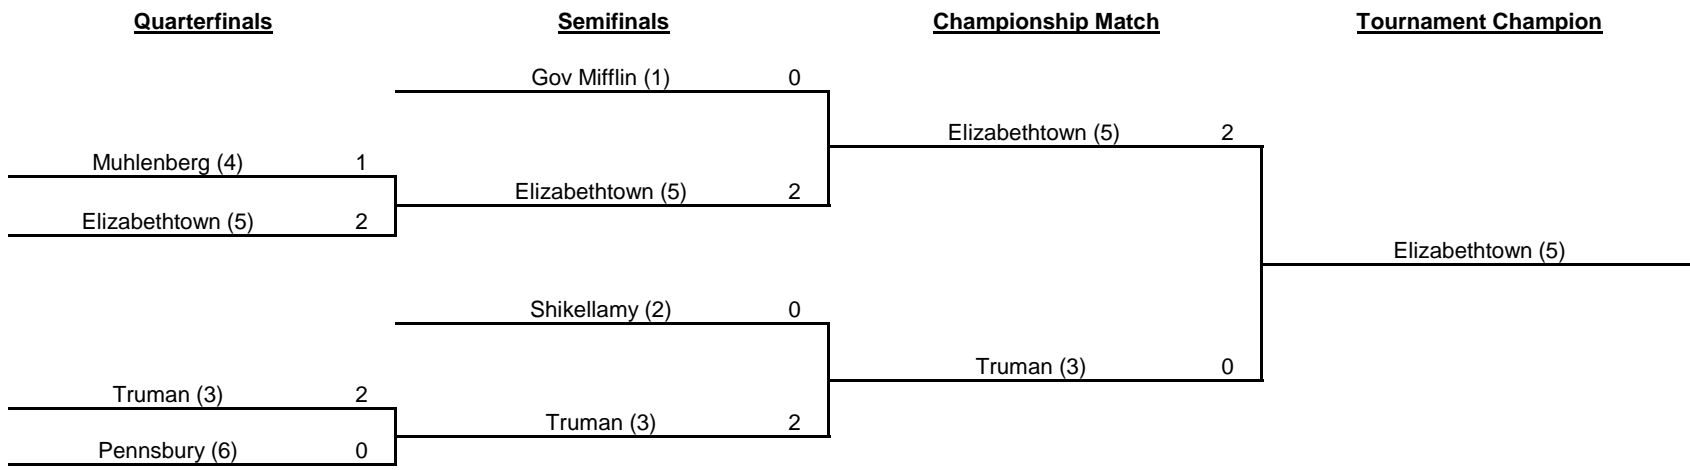 Quarterfinals Semifinals Championship Match Tournament Champion
Gov Mifflin (1) 0
Elizabethtown (5) 2
Muhlenberg (4) 1
Elizabethtown (5) 2
Elizabethtown (5) 2
Elizabethtown (5)
Shikellamy (2) 0
Truman (3) 0
Truman (3) 2
Truman (3) 2
Pennsbury (6) 0